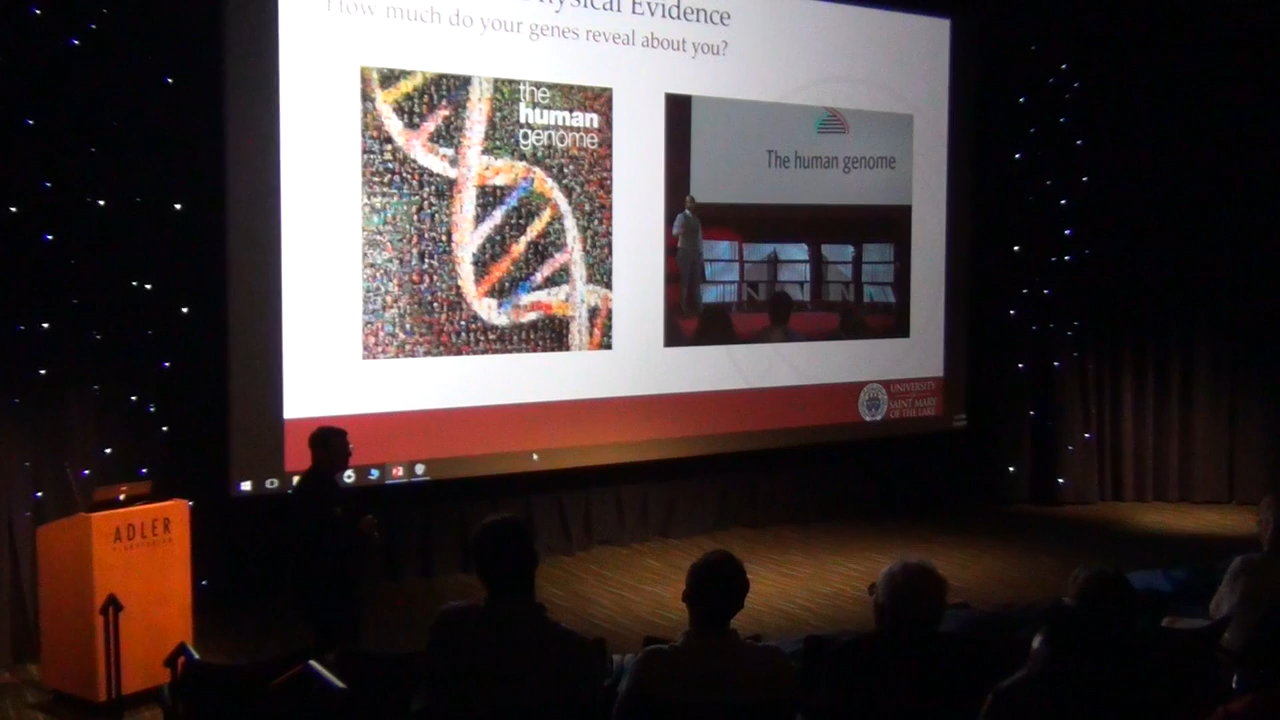 Physical Evidence
How much do your genes reveal about you?
the
human
genome
The human genome
UNIVERSITY
SAINT MARY
OF THE LAKE
ADLER
PLANETARIUM